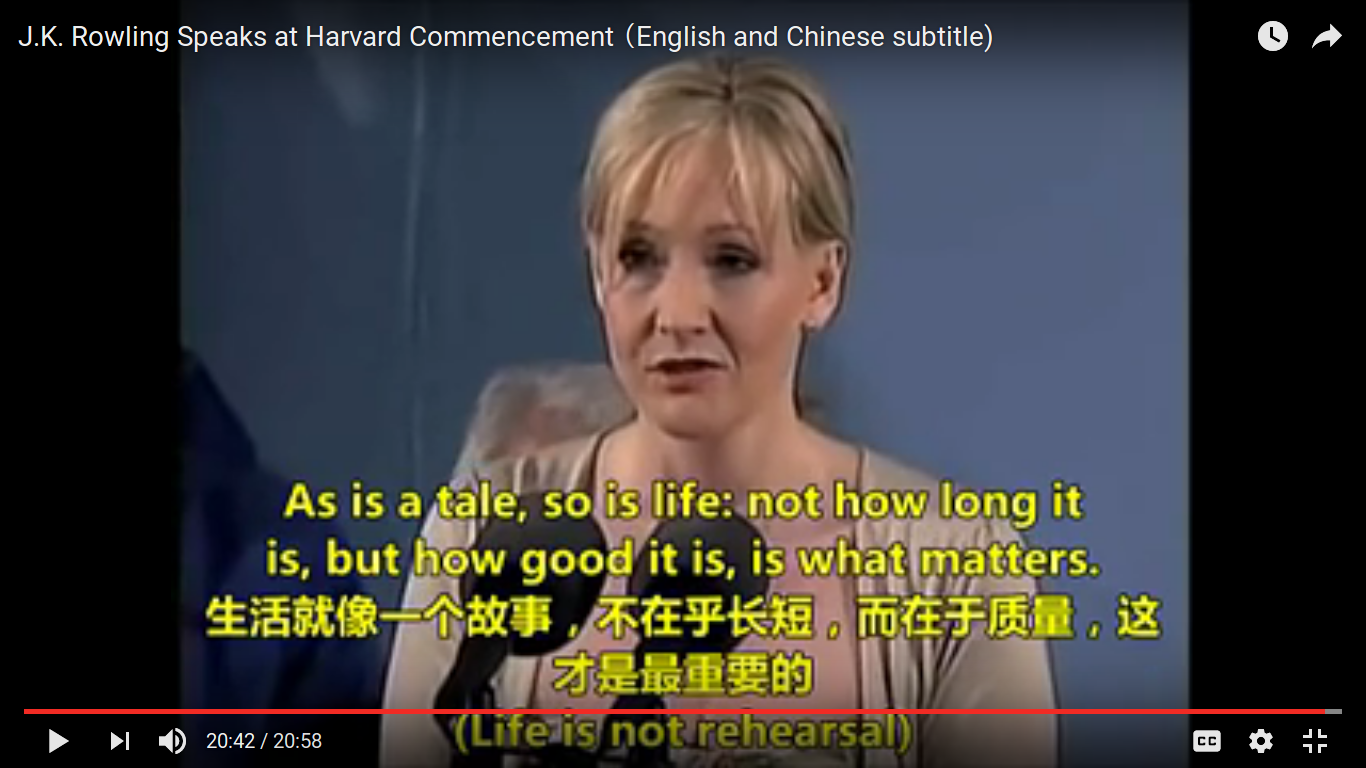 J.K. Rowling Speaks at Harvard Commencement（English and Chinese subtitle)
As is a tale, so is life: not how long it
is, but how good it is, is what matters.
生活就像一个故事，不在乎长短，而在于质量，这
才是最重要的
(Life is not rehearsal)
20:42 / 20:58
CC